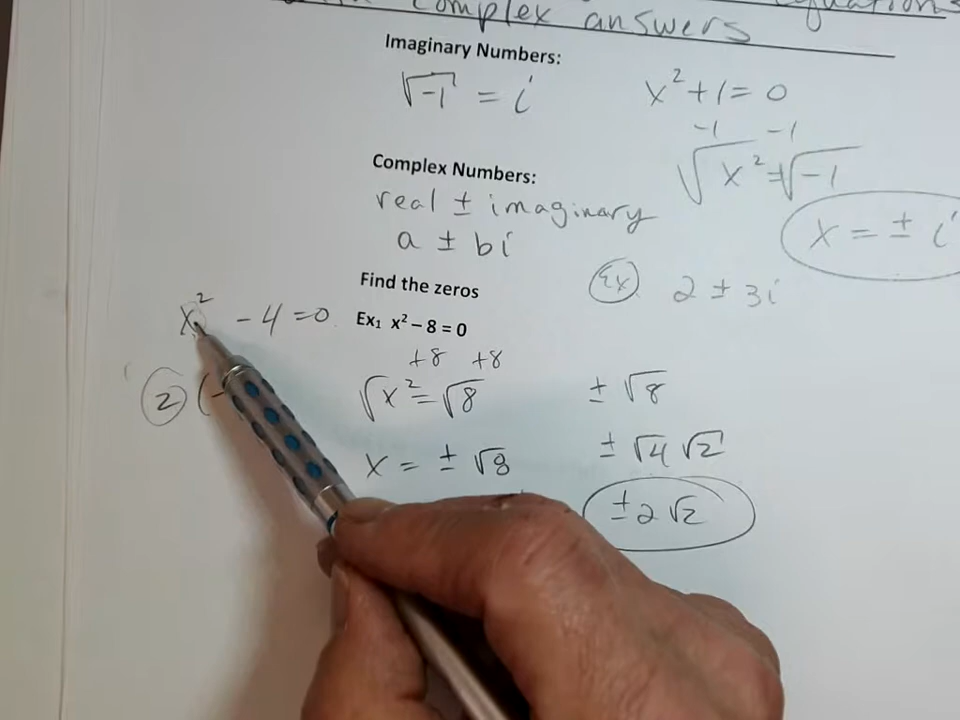 complex answers equations
Imaginary Numbers:
√-1 = i
x² + 1 = 0
-1 -1
√x² = √-1
x = ± i
Complex Numbers:
real ± imaginary
a ± bi
Find the zeros
Ex 2 ± 3i
x² - 4 = 0
Ex₁ x² – 8 = 0
+8 +8
2 (-
√x² = √8
± √8
x = ± √8
± √4 √2
± 2√2